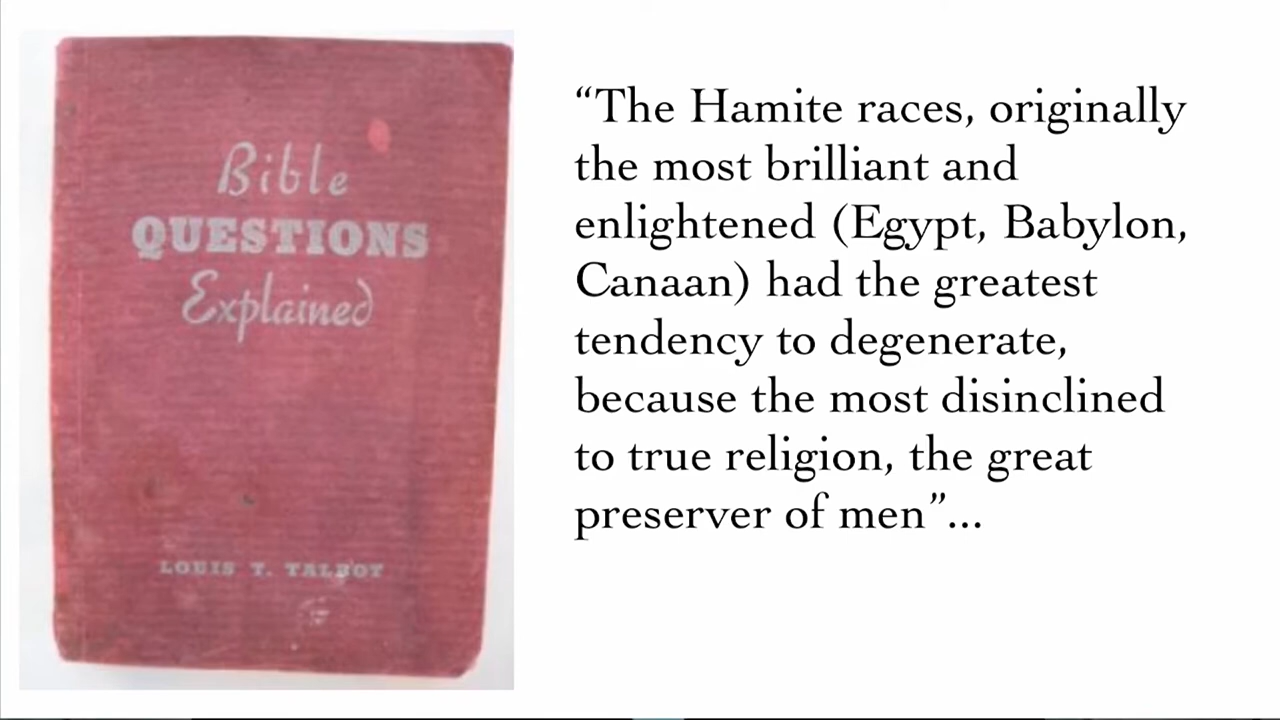 Bible
QUESTIONS
Explained
LOUIS T. TALBOT
“The Hamite races, originally
the most brilliant and
enlightened (Egypt, Babylon,
Canaan) had the greatest
tendency to degenerate,
because the most disinclined
to true religion, the great
preserver of men”...